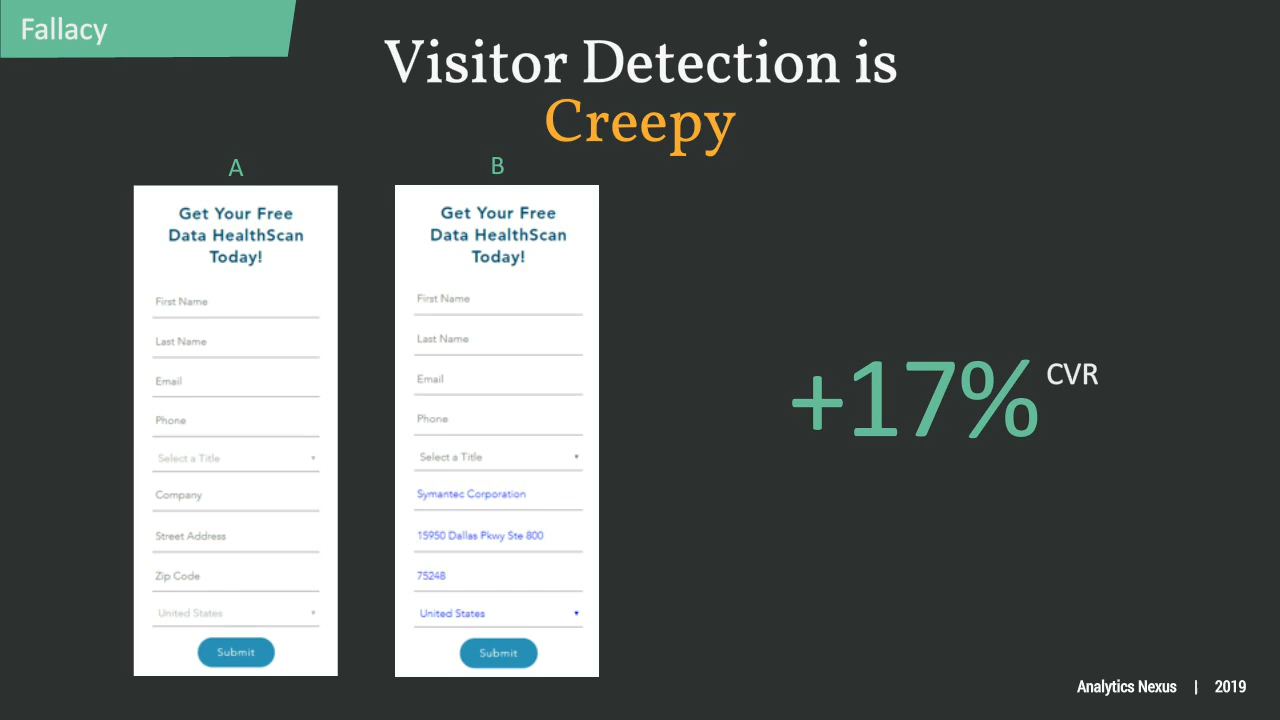 Fallacy
Visitor Detection is
Creepy
A
Get Your Free
Data HealthScan
Today!
First Name
Last Name
Email
Phone
Select a Title
Company
Street Address
Zip Code
United States
Submit
B
Get Your Free
Data HealthScan
Today!
First Name
Last Name
Email
Phone
Select a Title
Symantec Corporation
15950 Dallas Pkwy Ste 800
75248
United States
Submit
+17% CVR
Analytics Nexus | 2019